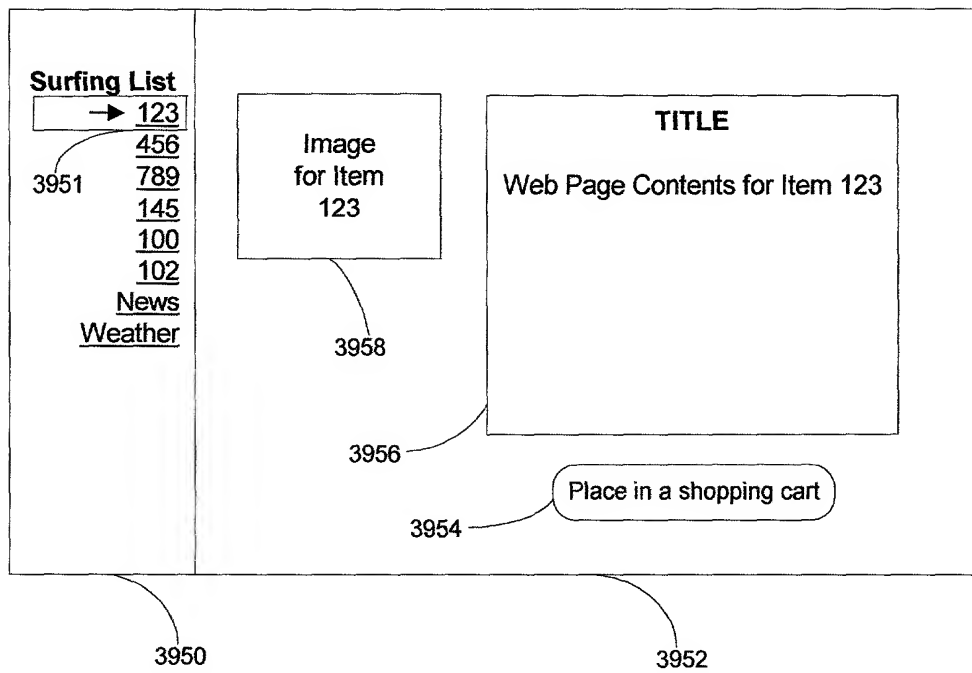 Surfing List
→ 123
456
789
145
100
102
News
Weather
3951
Image
for Item
123
3958
TITLE
Web Page Contents for Item 123
3956
Place in a shopping cart
3954
3950
3952